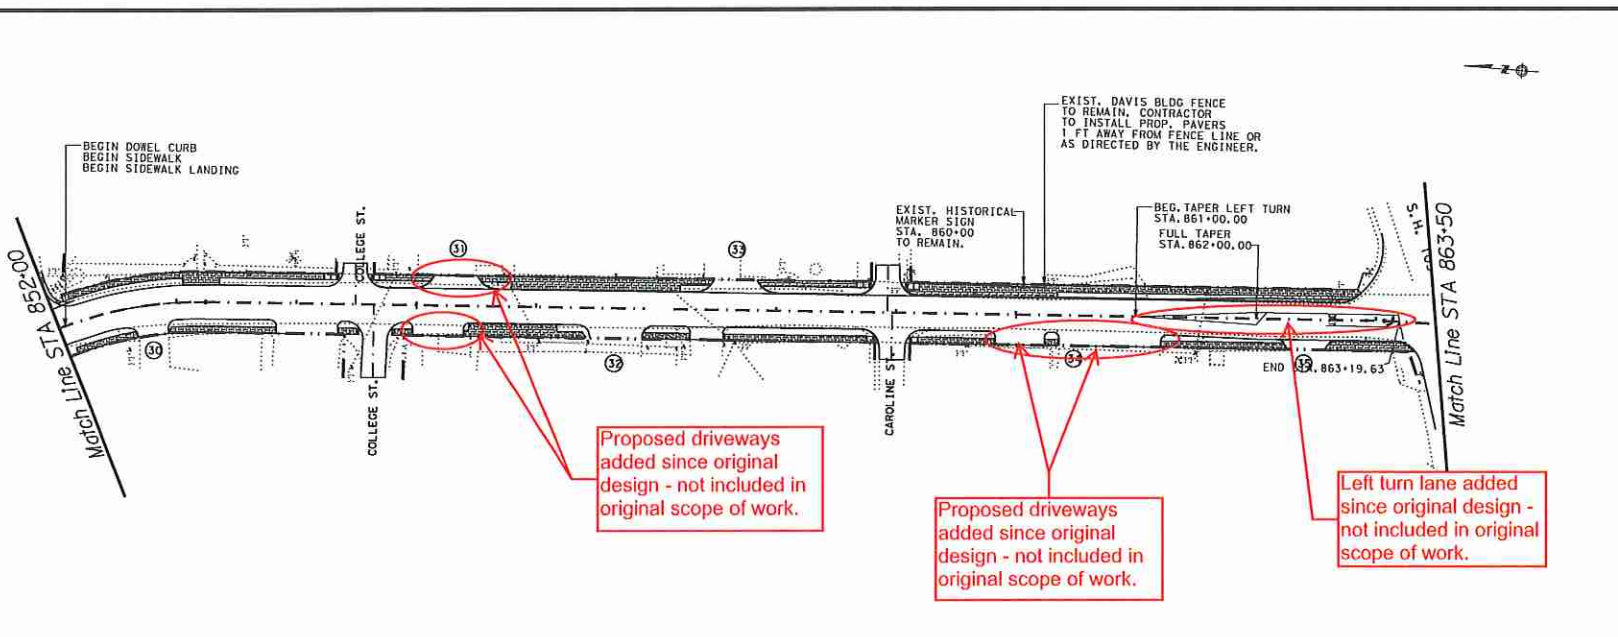 BEGIN DOWEL CURB
BEGIN SIDEWALK
BEGIN SIDEWALK LANDING
Match Line STA 852+00
COLLEGE ST.
COLLEGE ST.
30
31
32
33
EXIST. HISTORICAL
MARKER SIGN
STA. 860+00
TO REMAIN.
EXIST. DAVIS BLDG FENCE
TO REMAIN. CONTRACTOR
TO INSTALL PROP. PAVERS
1 FT AWAY FROM FENCE LINE OR
AS DIRECTED BY THE ENGINEER.
BEG. TAPER LEFT TURN
STA. 861+00.00
FULL TAPER
STA. 862+00.00
CAROLINE ST
34
35
END STA. 863+19.63
S.H.
Match Line STA 863+50
Z
Proposed driveways
added since original
design - not included in
original scope of work.
Proposed driveways
added since original
design - not included in
original scope of work.
Left turn lane added
since original design -
not included in original
scope of work.